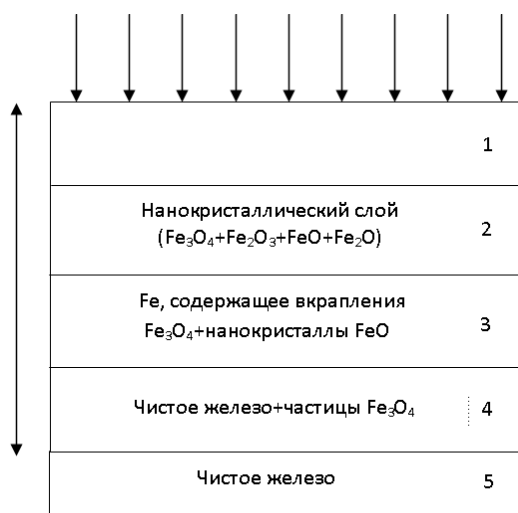 1
Нанокристаллический слой
(Fe₃O₄+Fe₂O₃+FeO+Fe₂O)
2
Fe, содержащее вкрапления
Fe₃O₄+нанокристаллы FeO
3
Чистое железо+частицы Fe₃O₄
4
Чистое железо
5